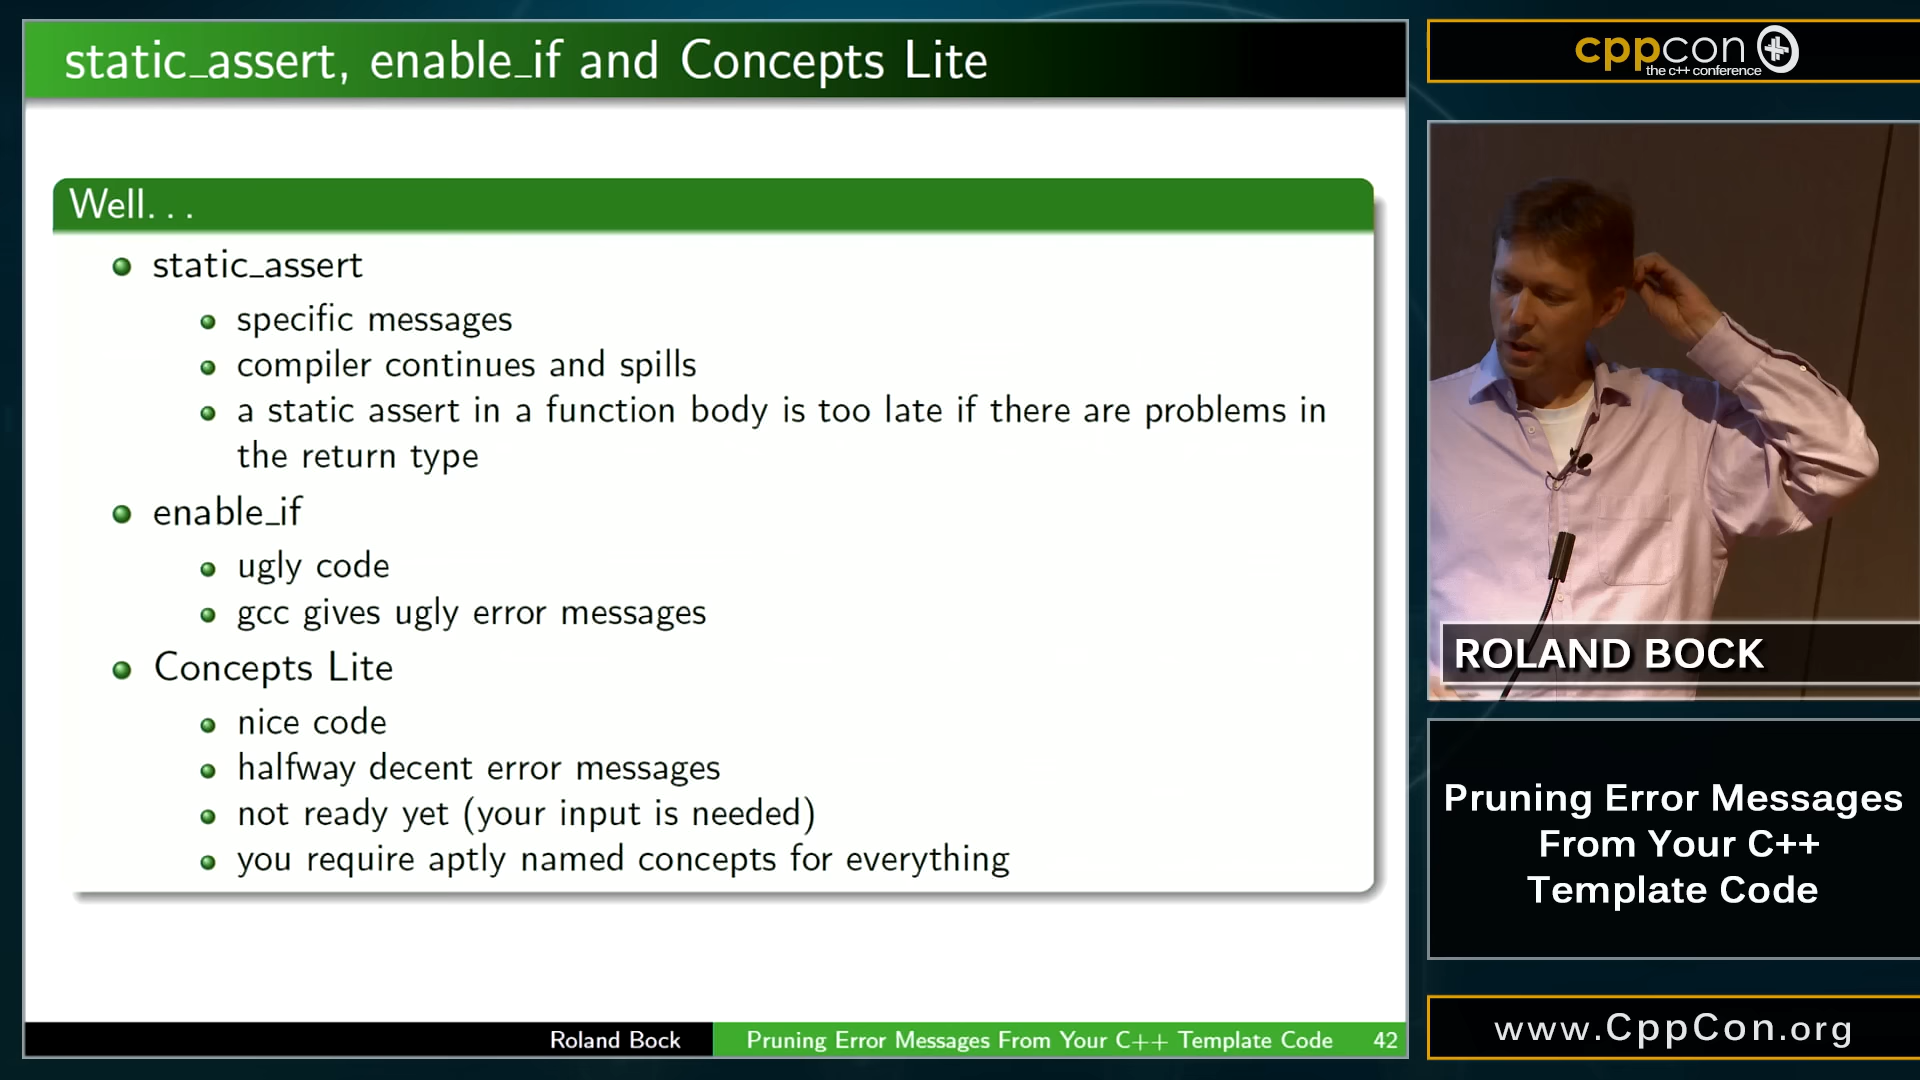 static_assert, enable_if and Concepts Lite
Well...
static_assert
specific messages
compiler continues and spills
a static assert in a function body is too late if there are problems in
the return type
enable_if
ugly code
gcc gives ugly error messages
Concepts Lite
nice code
halfway decent error messages
not ready yet (your input is needed)
you require aptly named concepts for everything
Roland Bock
Pruning Error Messages From Your C++ Template Code
42
cppcon
the c++ conference
ROLAND BOCK
Pruning Error Messages
From Your C++
Template Code
www.CppCon.org